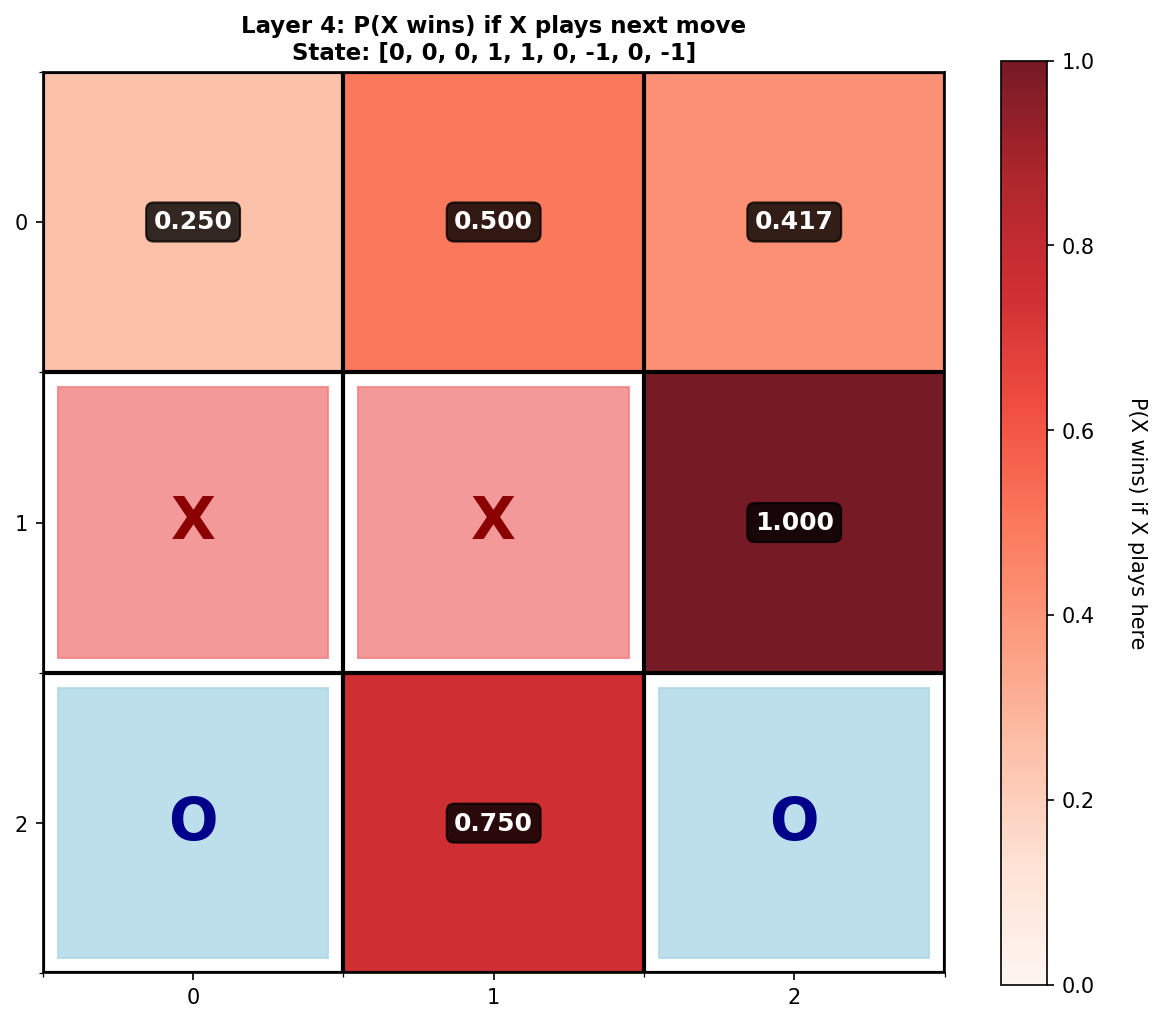 Layer 4: P(X wins) if X plays next move
State: [0, 0, 0, 1, 1, 0, -1, 0, -1]
0
0.250
0.500
0.417
1
X
X
1.000
2
O
0.750
O
0
1
2
1.0
0.8
0.6
0.4
0.2
0.0
P(X wins) if X plays here